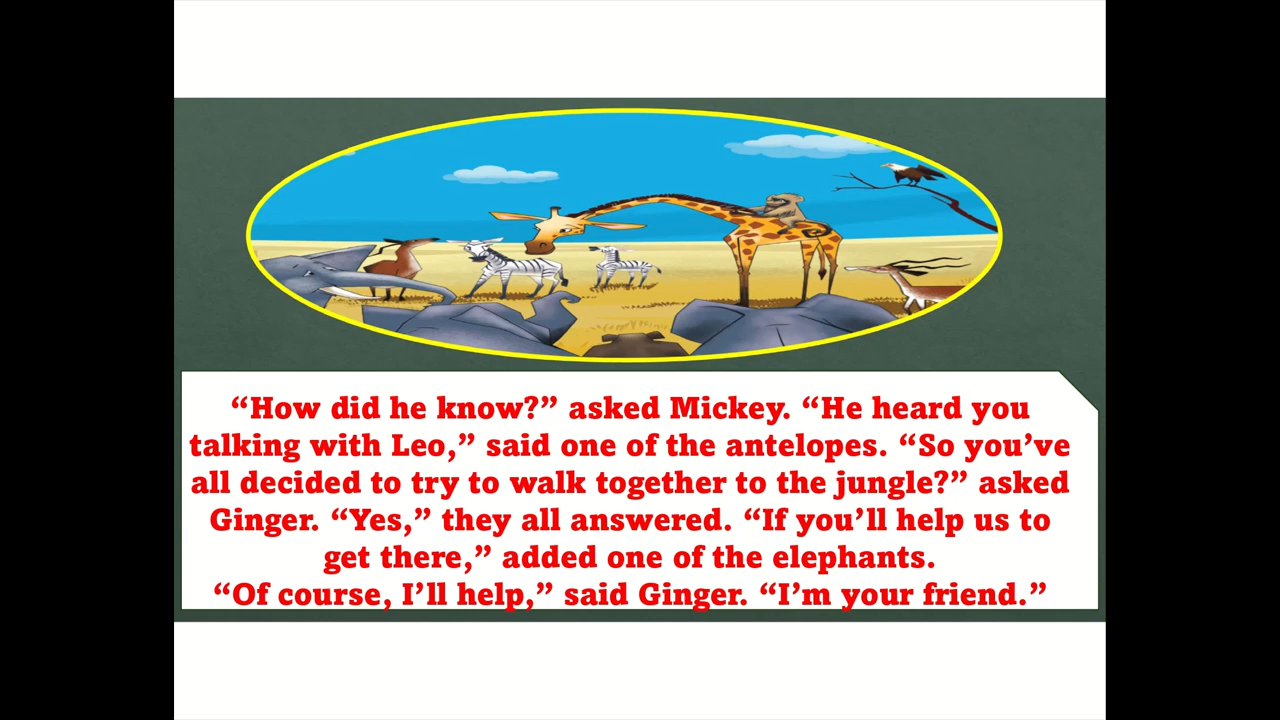 “How did he know?” asked Mickey. “He heard you
talking with Leo,” said one of the antelopes. “So you’ve
all decided to try to walk together to the jungle?” asked
Ginger. “Yes,” they all answered. “If you’ll help us to
get there,” added one of the elephants.
“Of course, I’ll help,” said Ginger. “I’m your friend.”